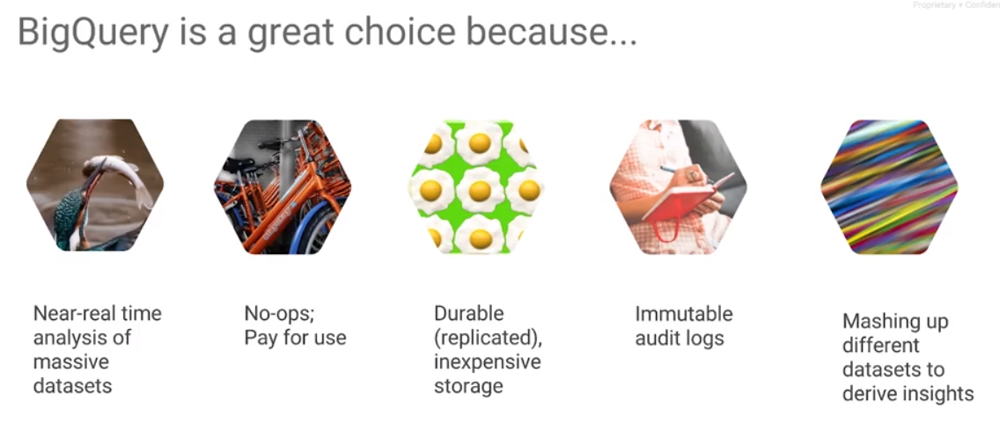 Proprietary + Confiden
BigQuery is a great choice because...
Near-real time
analysis of
massive
datasets
No-ops;
Pay for use
Durable
(replicated),
inexpensive
storage
Immutable
audit logs
Mashing up
different
datasets to
derive insights